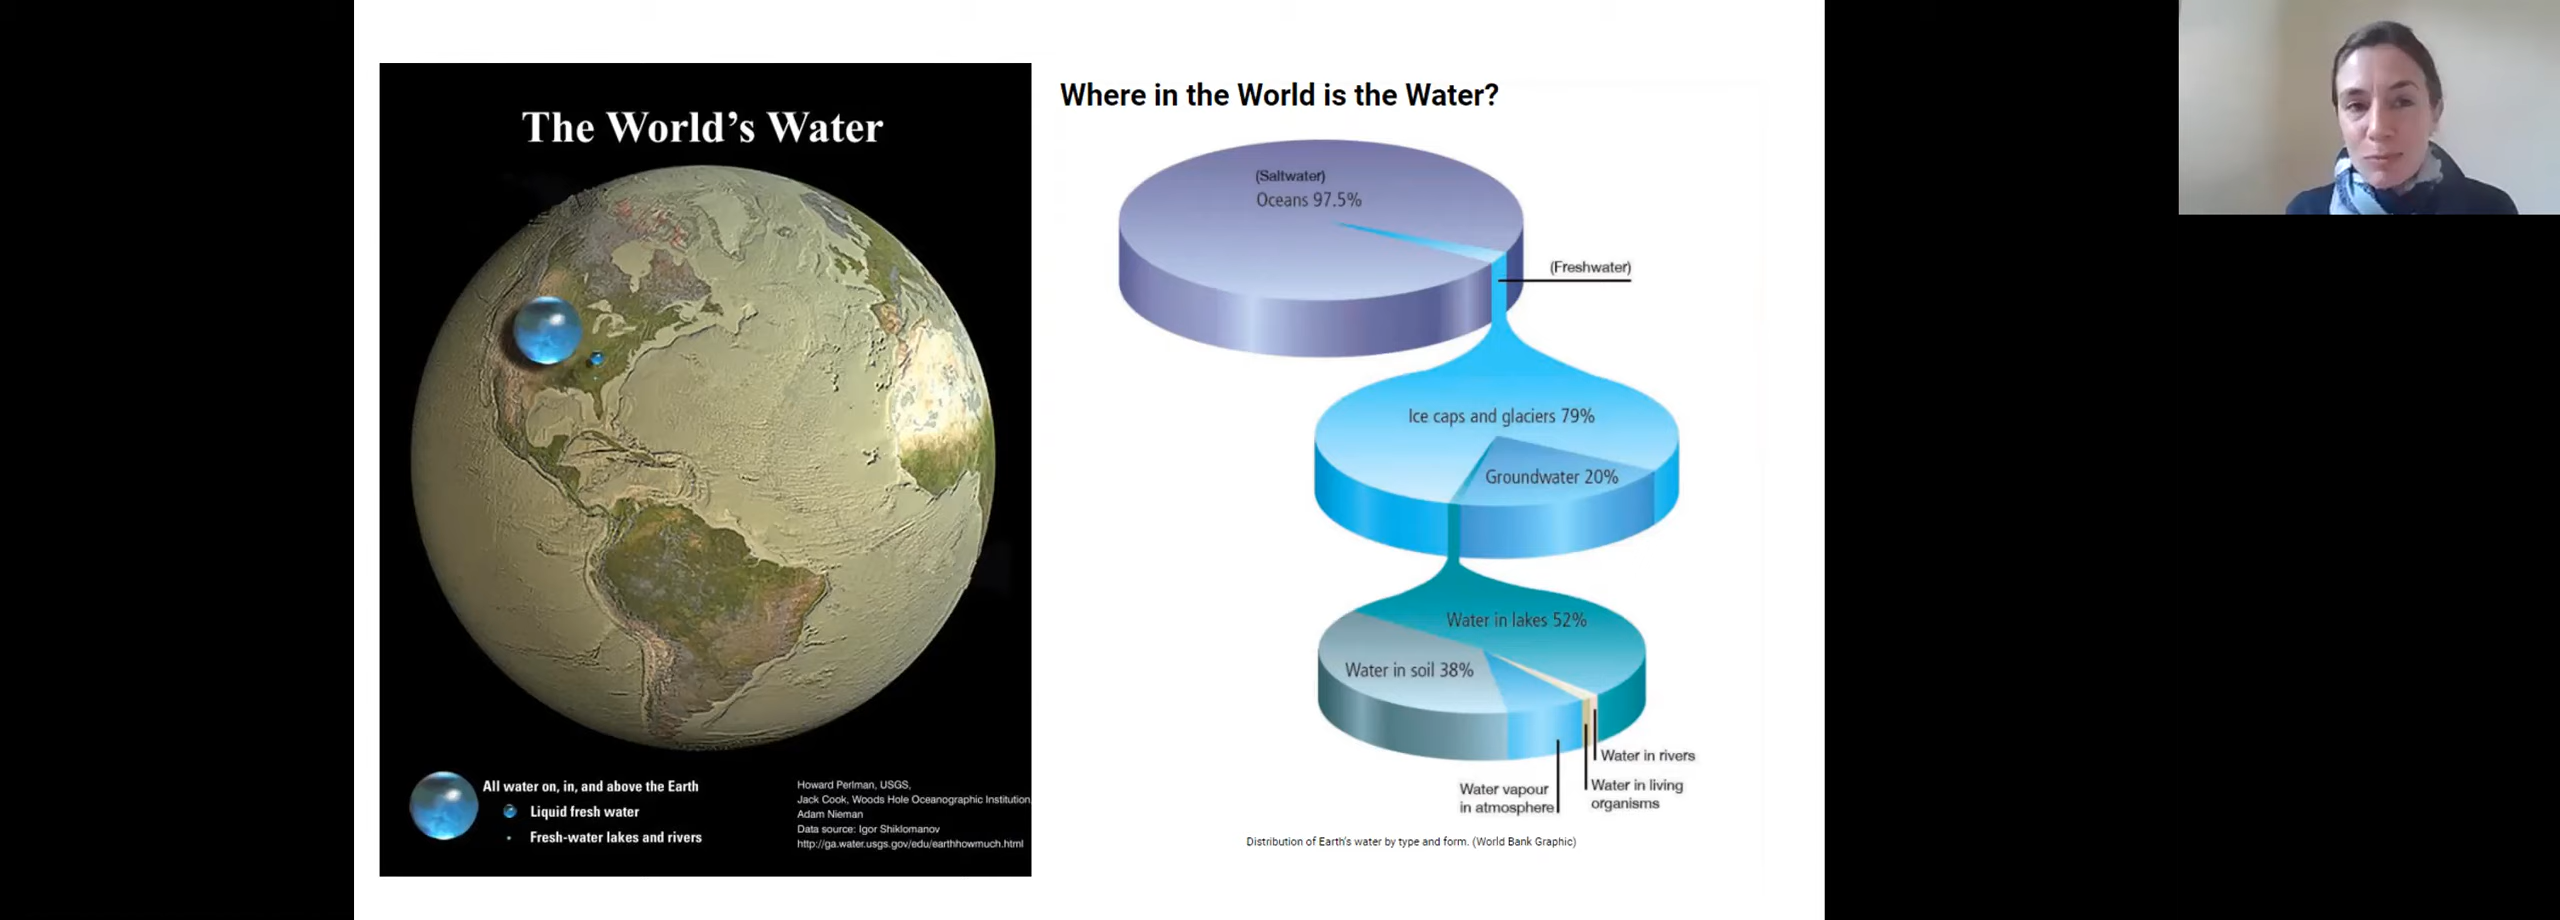 The World's Water
All water on, in, and above the Earth
Liquid fresh water
Fresh-water lakes and rivers
Howard Perlman, USGS,
Jack Cook, Woods Hole Oceanographic Institution,
Adam Nieman
Data source: Igor Shiklomanov
http://ga.water.usgs.gov/edu/earthhowmuch.html
Where in the World is the Water?
(Saltwater)
Oceans 97.5%
(Freshwater)
Ice caps and glaciers 79%
Groundwater 20%
Water in lakes 52%
Water in soil 38%
Water in rivers
Water in living
organisms
Water vapour
in atmosphere
Distribution of Earth's water by type and form. (World Bank Graphic)